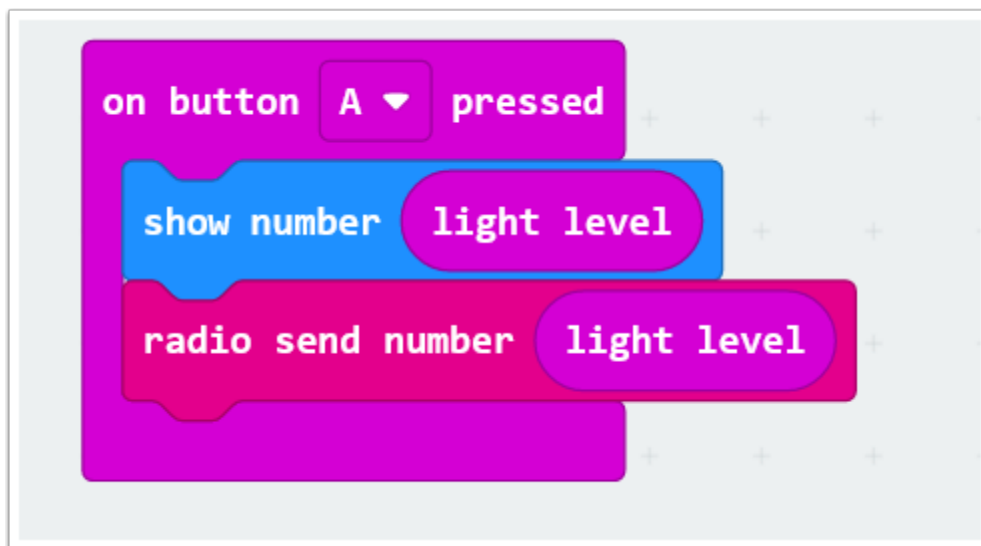 on button A pressed
show number light level
radio send number light level